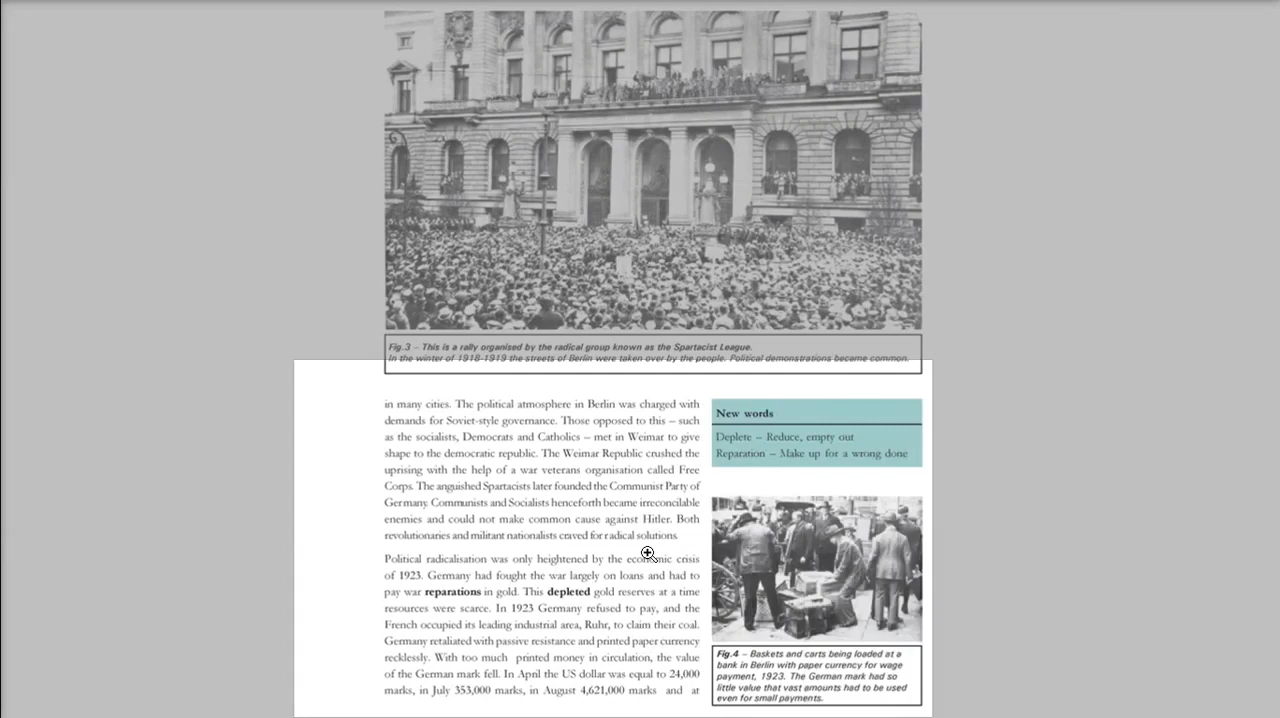 Fig.3 – This is a rally organised by the radical group known as the Spartacist League.
In the winter of 1918-1919 the streets of Berlin were taken over by the people. Political demonstrations became common.
in many cities. The political atmosphere in Berlin was charged with
demands for Soviet-style governance. Those opposed to this – such
as the socialists, Democrats and Catholics – met in Weimar to give
shape to the democratic republic. The Weimar Republic crushed the
uprising with the help of a war veterans organisation called Free
Corps. The anguished Spartacists later founded the Communist Party of
Germany. Communists and Socialists henceforth became irreconcilable
enemies and could not make common cause against Hitler. Both
revolutionaries and militant nationalists craved for radical solutions.
Political radicalisation was only heightened by the economic crisis
of 1923. Germany had fought the war largely on loans and had to
pay war reparations in gold. This depleted gold reserves at a time
resources were scarce. In 1923 Germany refused to pay, and the
French occupied its leading industrial area, Ruhr, to claim their coal.
Germany retaliated with passive resistance and printed paper currency
recklessly. With too much printed money in circulation, the value
of the German mark fell. In April the US dollar was equal to 24,000
marks, in July 353,000 marks, in August 4,621,000 marks and at
New words
Deplete – Reduce, empty out
Reparation – Make up for a wrong done
Fig.4 – Baskets and carts being loaded at a
bank in Berlin with paper currency for wage
payment, 1923. The German mark had so
little value that vast amounts had to be used
even for small payments.